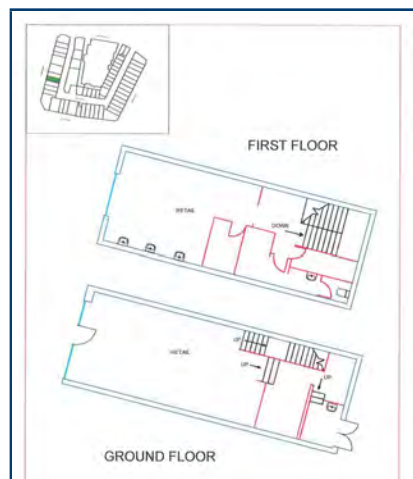 FIRST FLOOR
RETAIL
DOWN
UP
RETAIL
UP
UP
GROUND FLOOR